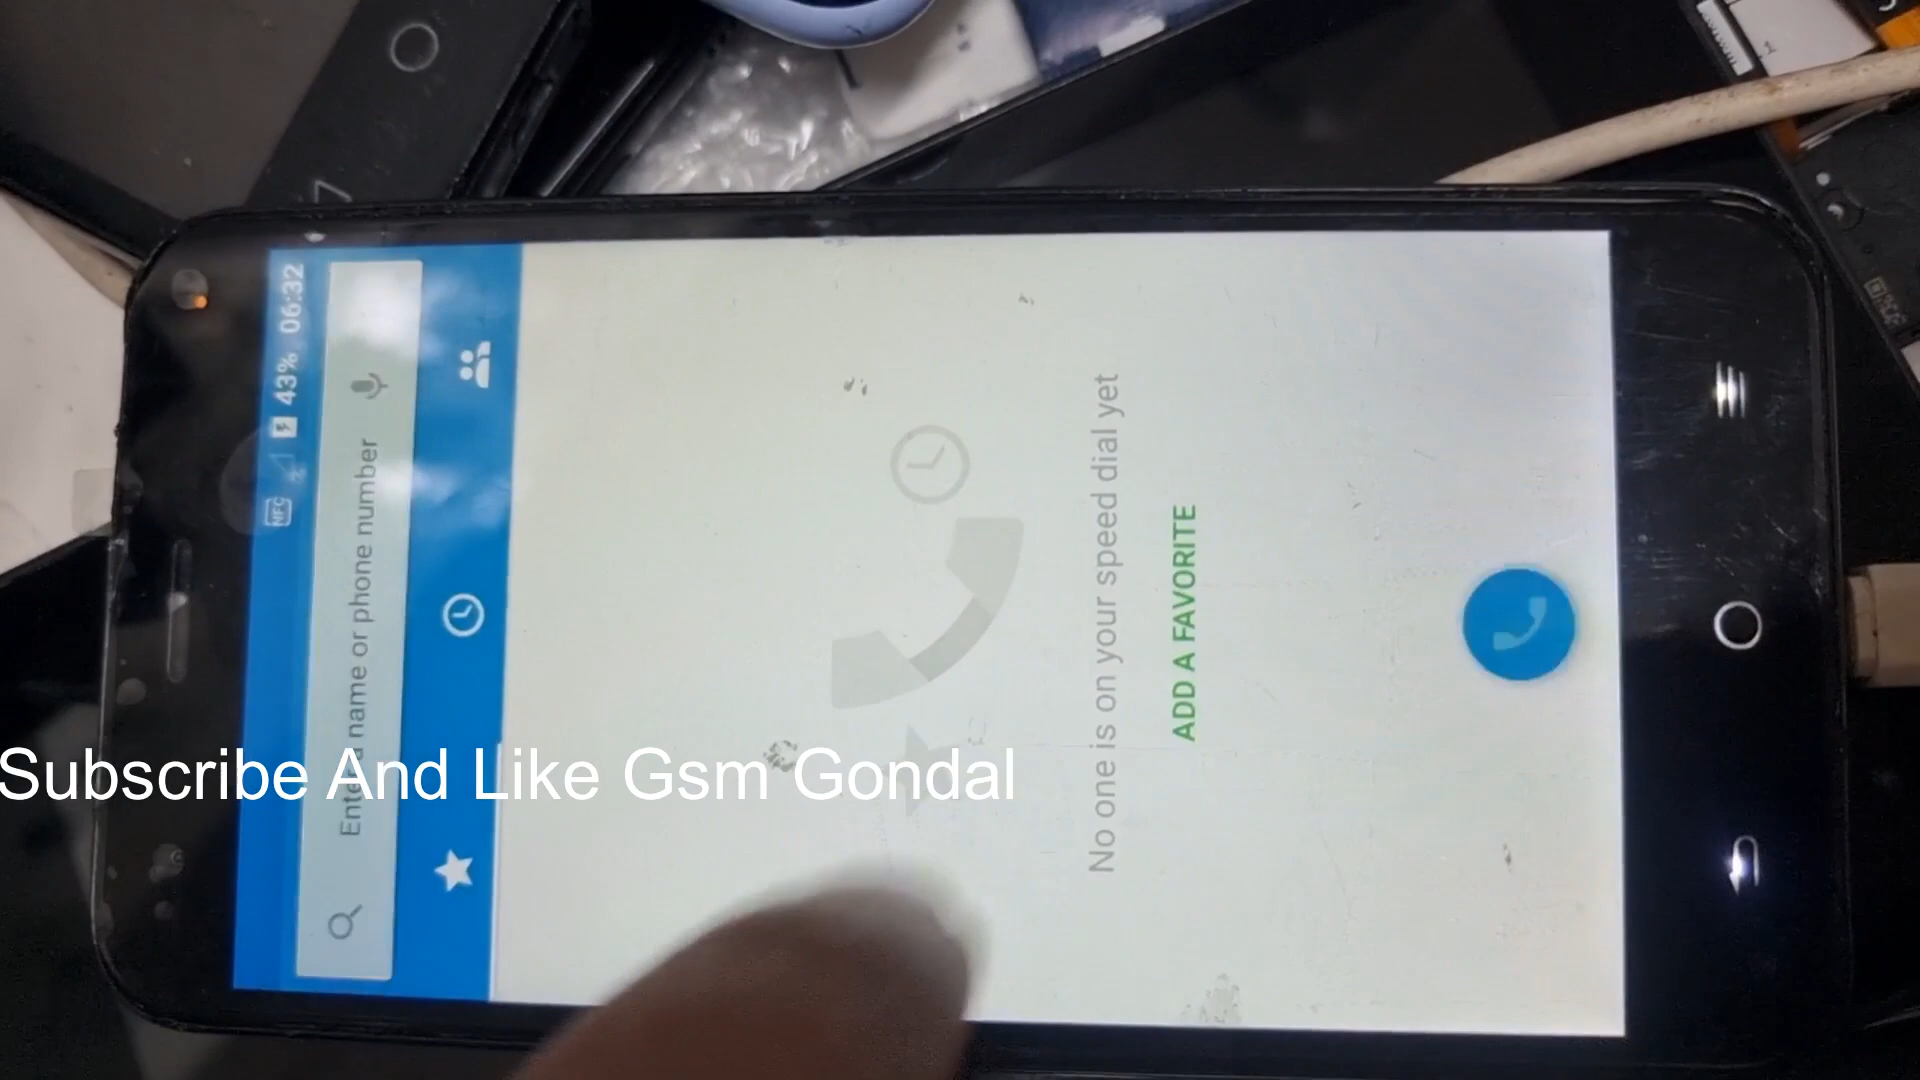 NFC 43% 06:32
Enter a name or phone number
No one is on your speed dial yet
ADD A FAVORITE
Subscribe And Like Gsm Gondal